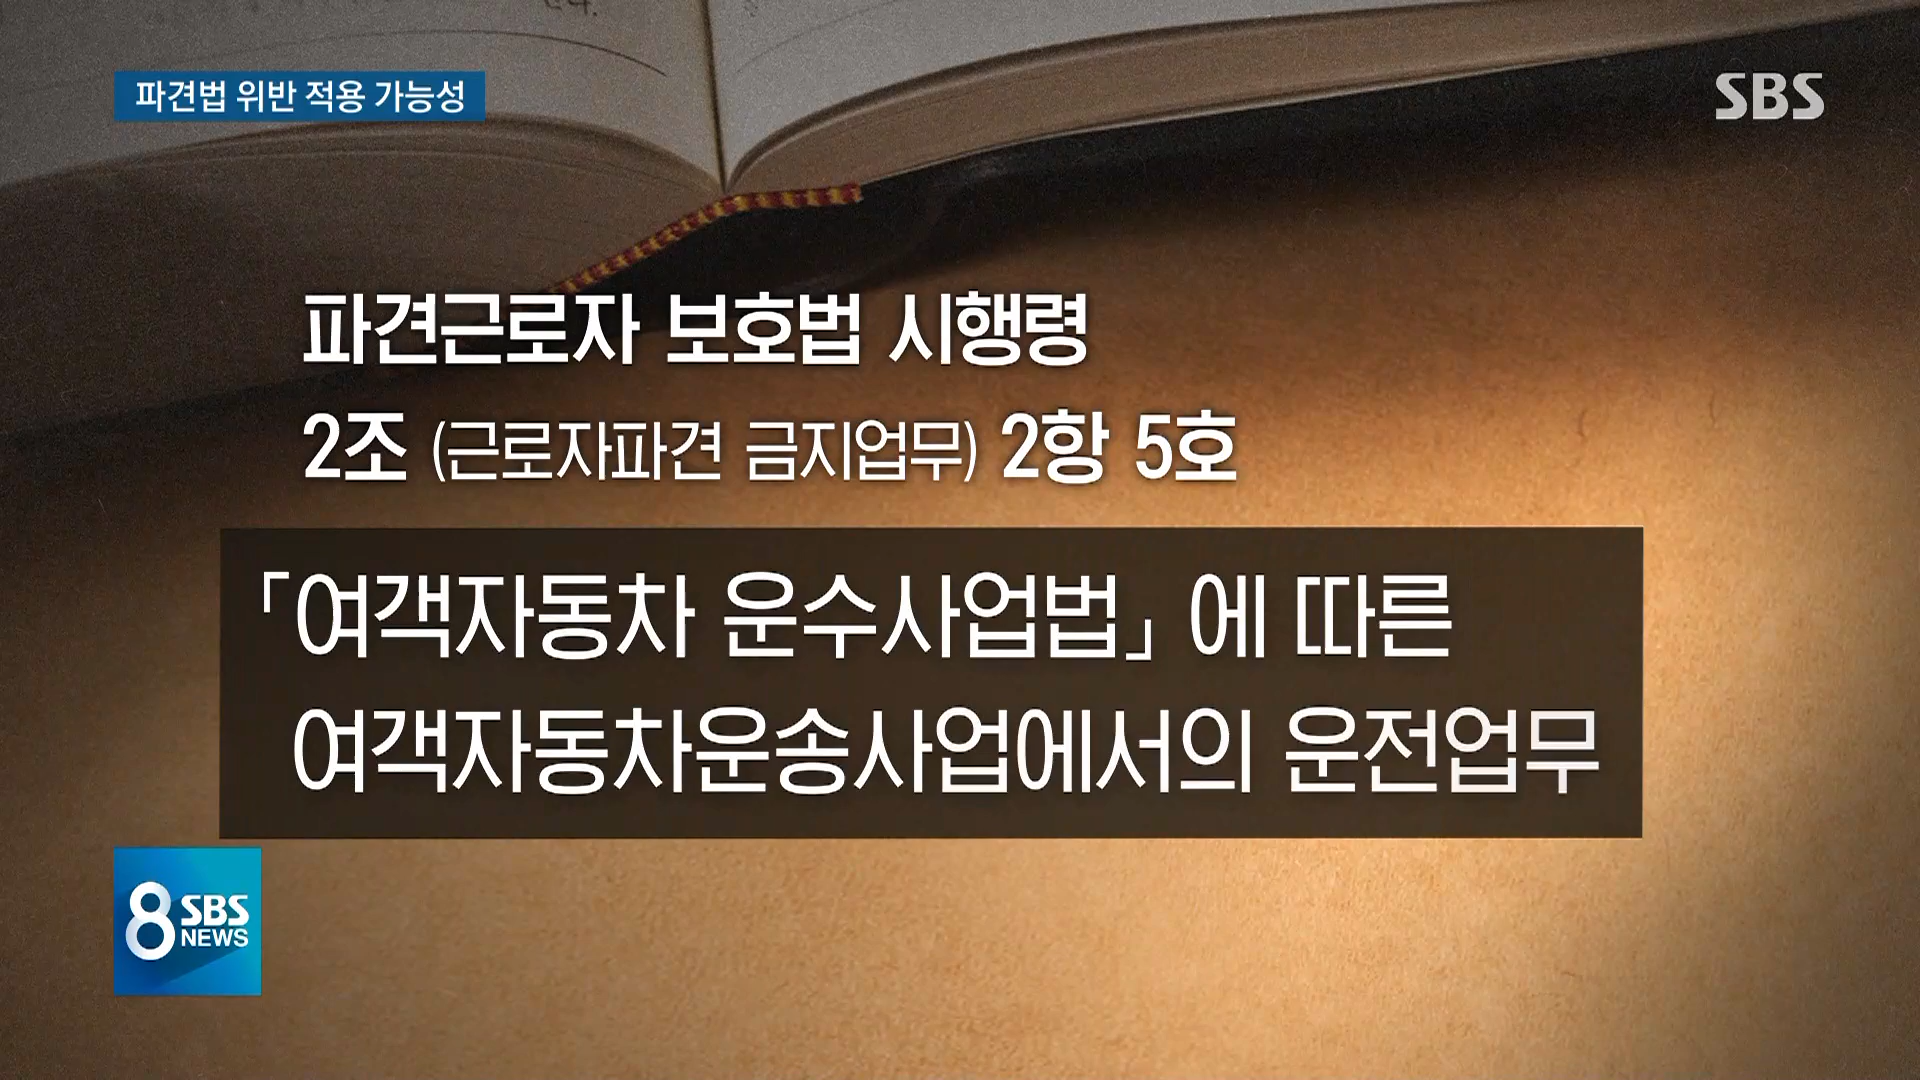 파견법 위반 적용 가능성
SBS
파견근로자 보호법 시행령
2조 (근로자파견 금지업무) 2항 5호
「여객자동차 운수사업법」 에 따른
여객자동차운송사업에서의 운전업무
8 SBS
NEWS